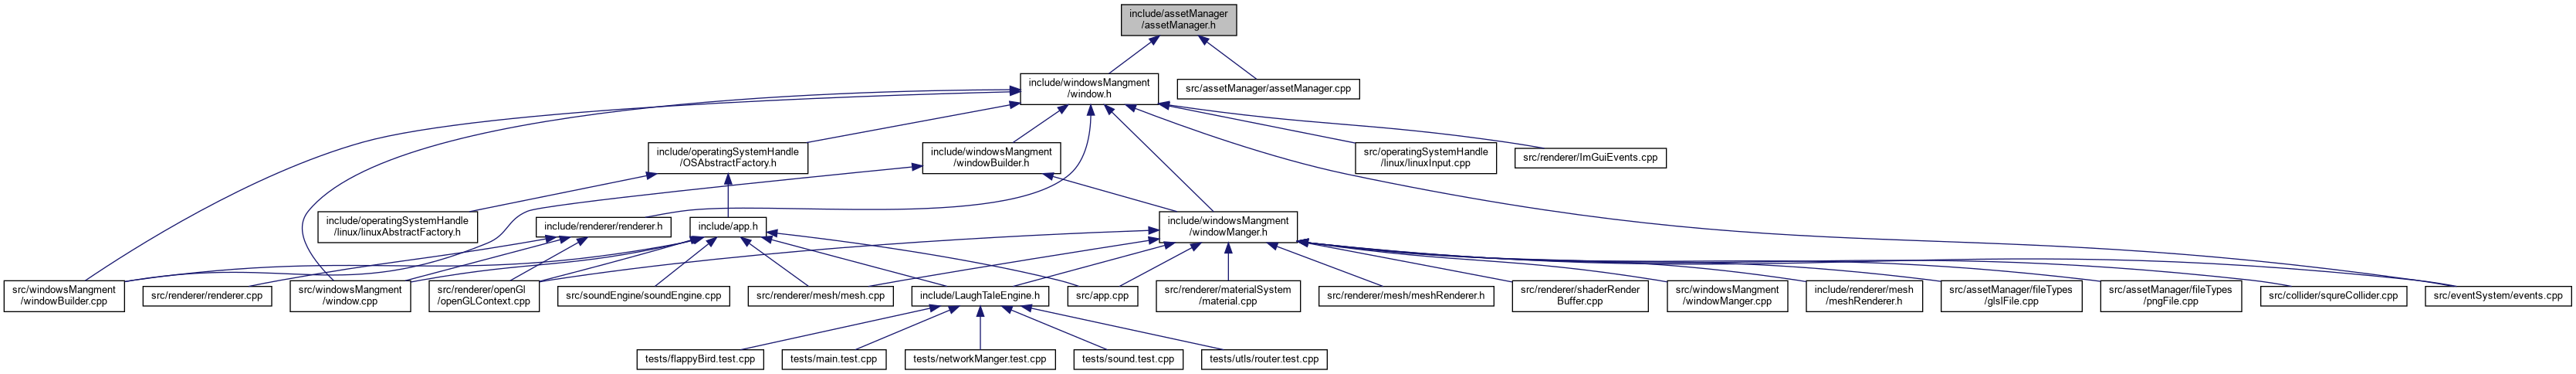 include/assetManager
/assetManager.h
include/windowsMangment
/window.h
src/assetManager/assetManager.cpp
include/operatingSystemHandle
/OSAbstractFactory.h
include/windowsMangment
/windowBuilder.h
src/operatingSystemHandle
/linux/linuxInput.cpp
src/renderer/ImGuiEvents.cpp
include/operatingSystemHandle
/linux/linuxAbstractFactory.h
include/renderer/renderer.h
include/app.h
include/windowsMangment
/windowManger.h
src/windowsMangment
/windowBuilder.cpp
src/renderer/renderer.cpp
src/windowsMangment
/window.cpp
src/renderer/openGl
/openGLContext.cpp
src/soundEngine/soundEngine.cpp
src/renderer/mesh/mesh.cpp
include/LaughTaleEngine.h
src/app.cpp
src/renderer/materialSystem
/material.cpp
src/renderer/mesh/meshRenderer.h
src/renderer/shaderRender
Buffer.cpp
src/windowsMangment
/windowManger.cpp
include/renderer/mesh
/meshRenderer.h
src/assetManager/fileTypes
/glslFile.cpp
src/assetManager/fileTypes
/pngFile.cpp
src/collider/squreCollider.cpp
src/eventSystem/events.cpp
tests/flappyBird.test.cpp
tests/main.test.cpp
tests/networkManger.test.cpp
tests/sound.test.cpp
tests/utls/router.test.cpp